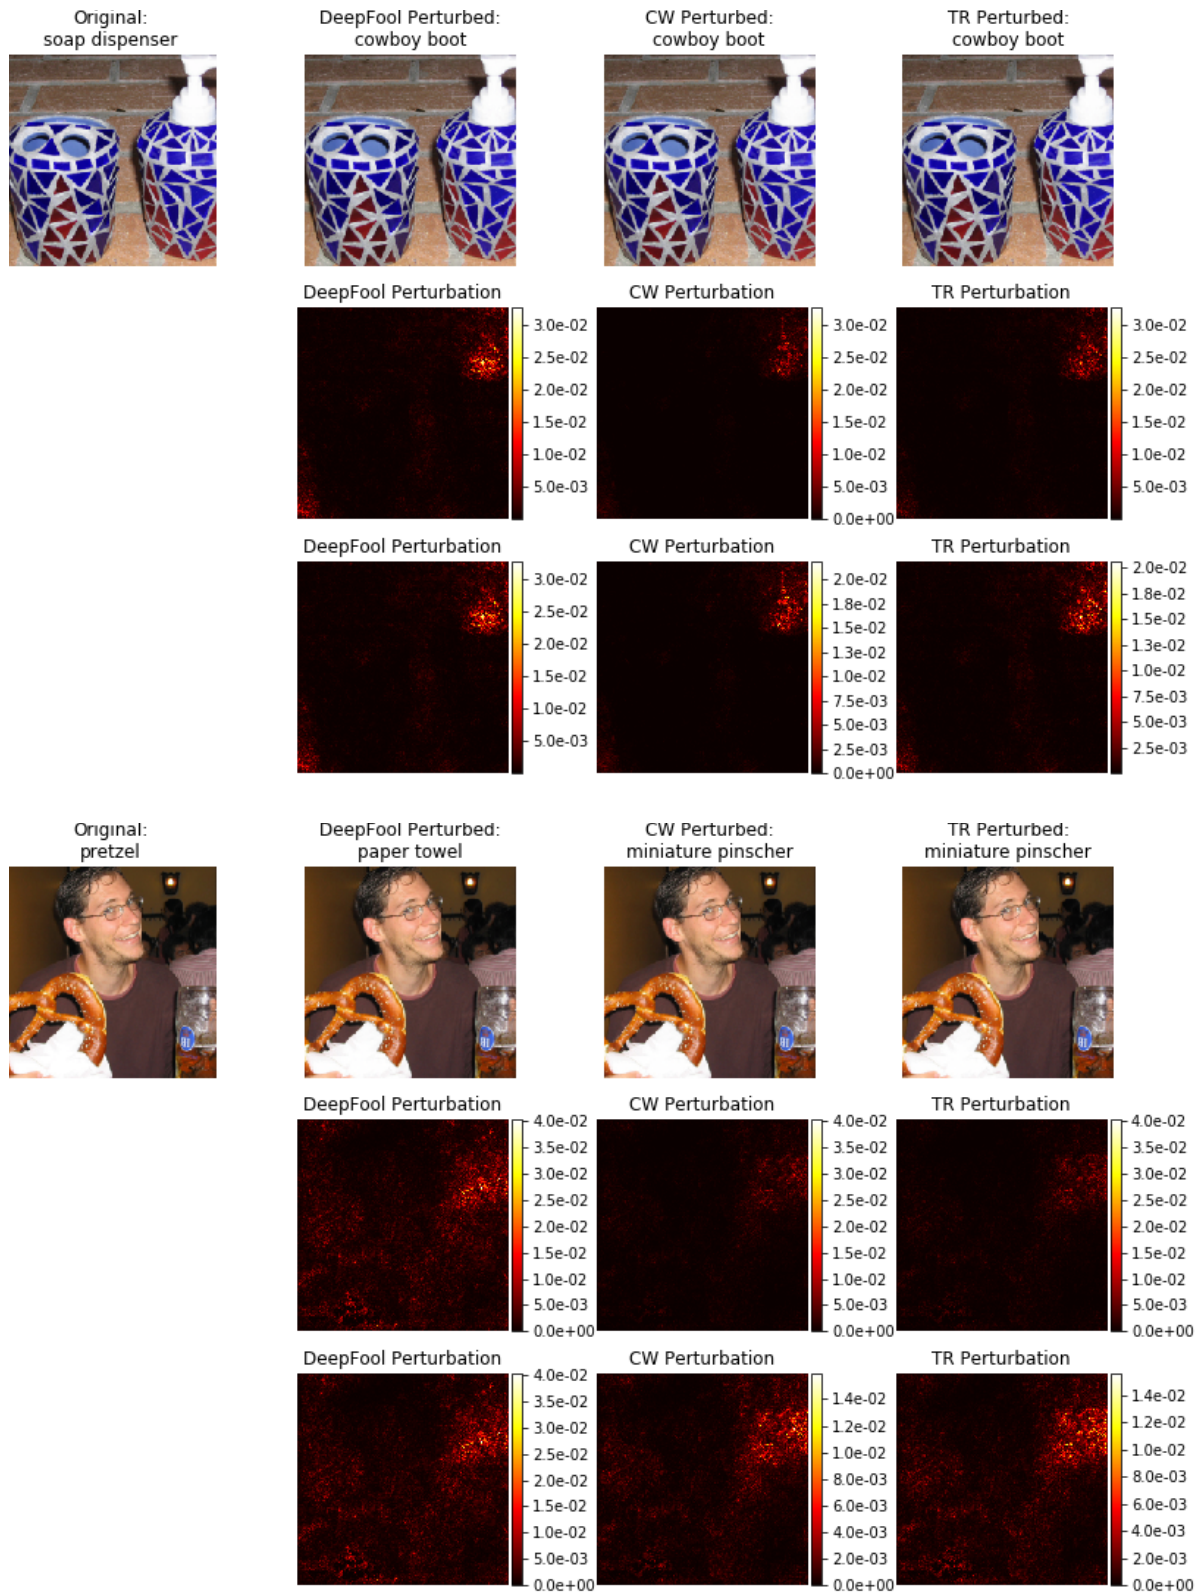 Original:
soap dispenser
DeepFool Perturbed:
cowboy boot
CW Perturbed:
cowboy boot
TR Perturbed:
cowboy boot
DeepFool Perturbation
3.0e-02
2.5e-02
2.0e-02
1.5e-02
1.0e-02
5.0e-03
CW Perturbation
3.0e-02
2.5e-02
2.0e-02
1.5e-02
1.0e-02
5.0e-03
0.0e+00
TR Perturbation
3.0e-02
2.5e-02
2.0e-02
1.5e-02
1.0e-02
5.0e-03
DeepFool Perturbation
3.0e-02
2.5e-02
2.0e-02
1.5e-02
1.0e-02
5.0e-03
CW Perturbation
2.0e-02
1.8e-02
1.5e-02
1.3e-02
1.0e-02
7.5e-03
5.0e-03
2.5e-03
0.0e+00
TR Perturbation
2.0e-02
1.8e-02
1.5e-02
1.3e-02
1.0e-02
7.5e-03
5.0e-03
2.5e-03
Original:
pretzel
DeepFool Perturbed:
paper towel
CW Perturbed:
miniature pinscher
TR Perturbed:
miniature pinscher
DeepFool Perturbation
4.0e-02
3.5e-02
3.0e-02
2.5e-02
2.0e-02
1.5e-02
1.0e-02
5.0e-03
0.0e+00
CW Perturbation
4.0e-02
3.5e-02
3.0e-02
2.5e-02
2.0e-02
1.5e-02
1.0e-02
5.0e-03
0.0e+00
TR Perturbation
4.0e-02
3.5e-02
3.0e-02
2.5e-02
2.0e-02
1.5e-02
1.0e-02
5.0e-03
0.0e+00
DeepFool Perturbation
4.0e-02
3.5e-02
3.0e-02
2.5e-02
2.0e-02
1.5e-02
1.0e-02
5.0e-03
0.0e+00
CW Perturbation
1.4e-02
1.2e-02
1.0e-02
8.0e-03
6.0e-03
4.0e-03
2.0e-03
0.0e+00
TR Perturbation
1.4e-02
1.2e-02
1.0e-02
8.0e-03
6.0e-03
4.0e-03
2.0e-03
0.0e+00